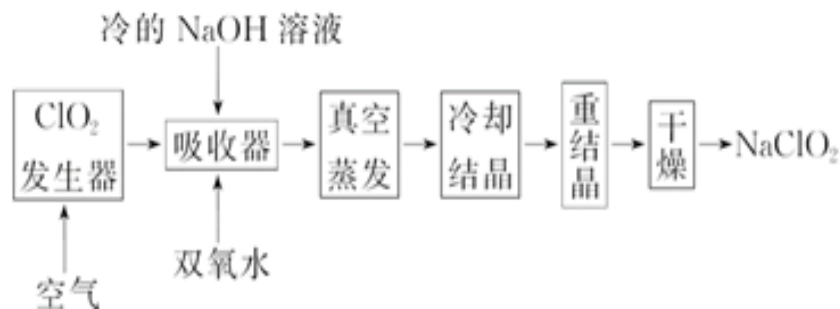 冷的 NaOH 溶液
ClO₂
发生器
吸收器
真空
蒸发
冷却
结晶
重结晶
干燥
NaClO₂
双氧水
空气